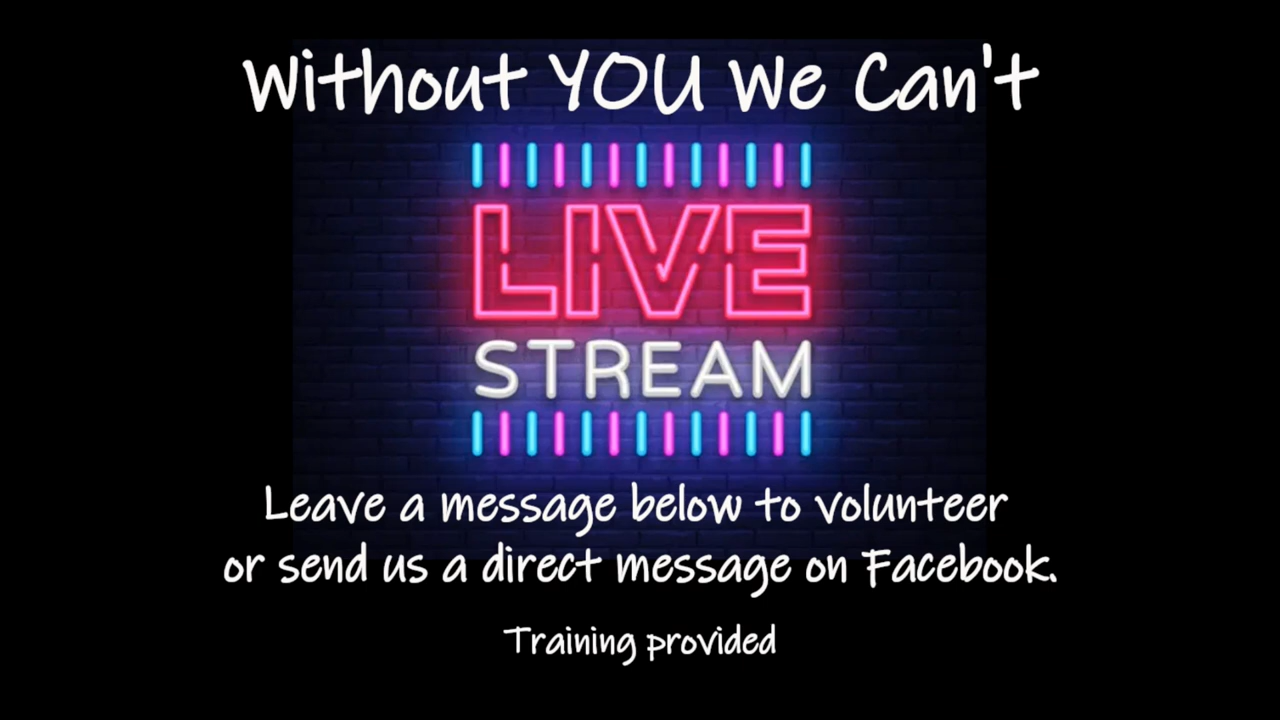 Without YOU We Can't
LIVE
STREAM
Leave a message below to volunteer
or send us a direct message on Facebook.
Training provided